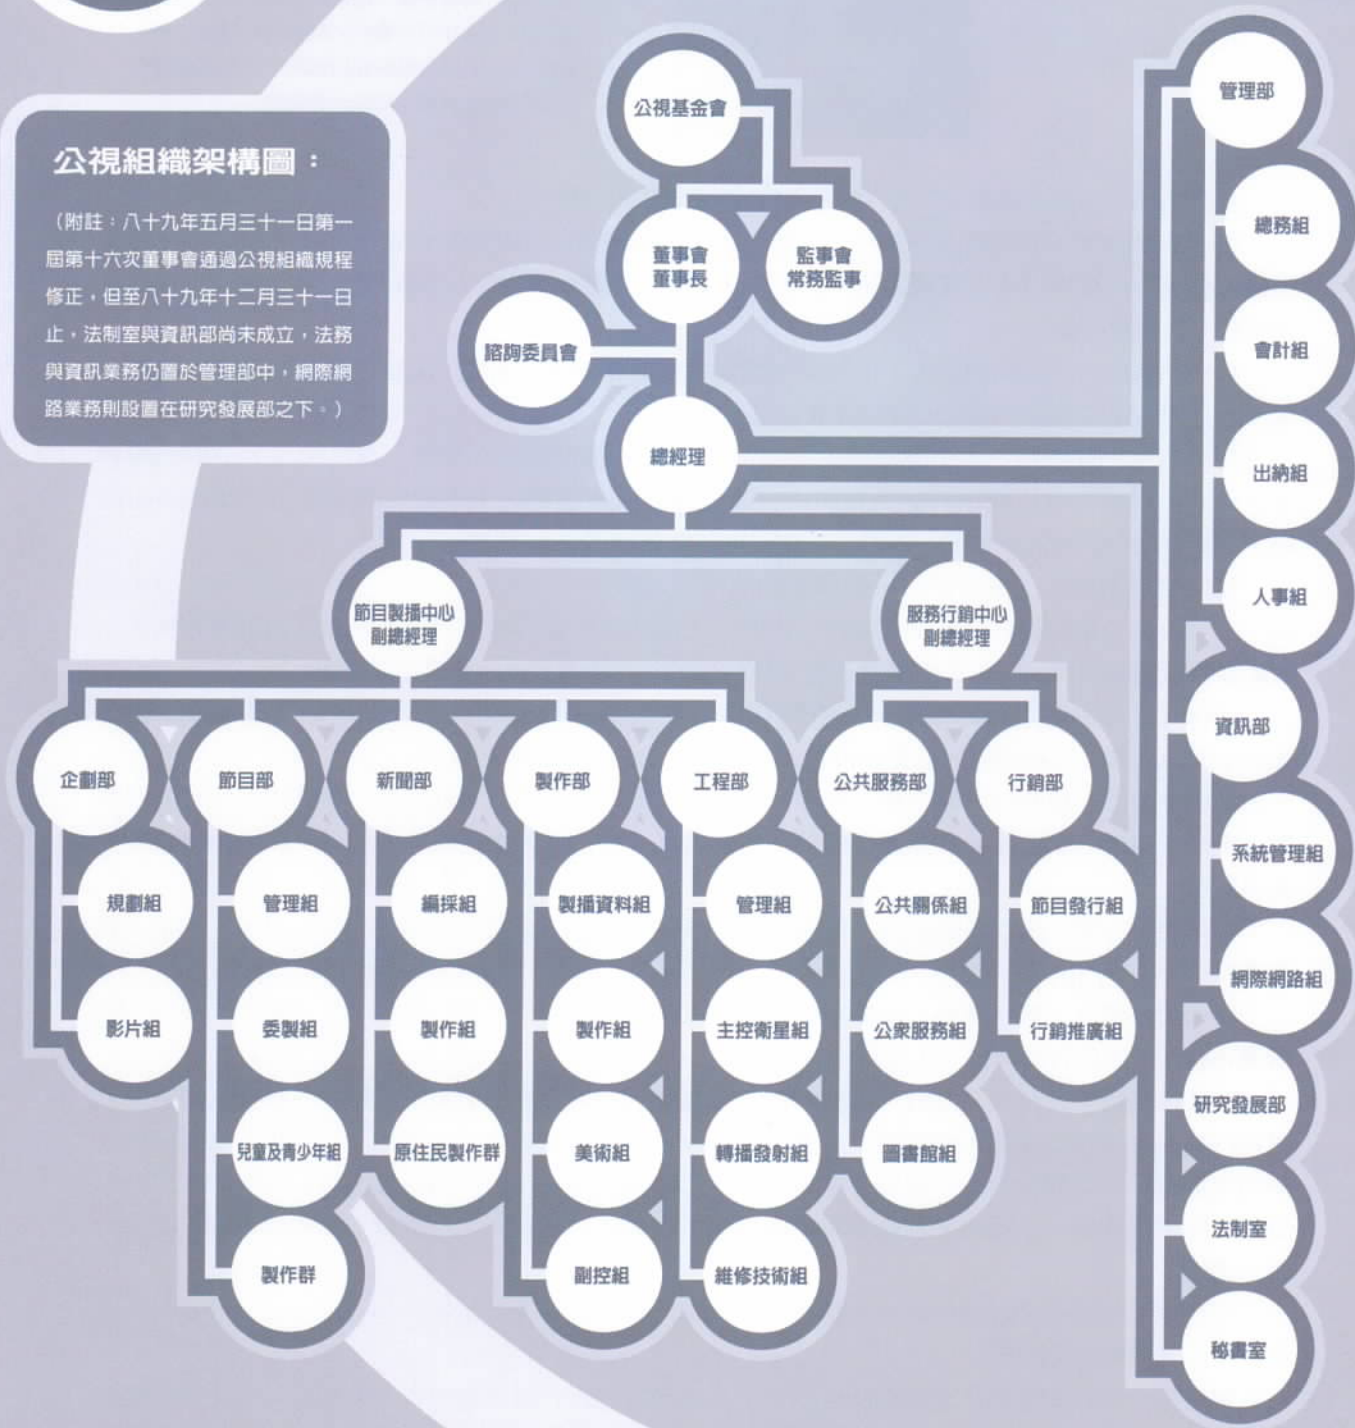 公視組織架構圖：
（附註：八十九年五月三十一日第一
屆第十六次董事會通過公視組織規程
修正，但至八十九年十二月三十一日
止，法制室與資訊部尚未成立，法務
與資訊業務仍置於管理部中，網際網
路業務則設置在研究發展部之下。）
公視基金會
董事會
董事長
監事會
常務監事
諮詢委員會
總經理
節目製播中心
副總經理
服務行銷中心
副總經理
企劃部
規劃組
影片組
節目部
管理組
委製組
兒童及青少年組
製作群
新聞部
編採組
製作組
原住民製作群
製作部
製播資料組
製作組
美術組
副控組
工程部
管理組
主控衛星組
轉播發射組
維修技術組
公共服務部
公共關係組
公眾服務組
圖書館組
行銷部
節目發行組
行銷推廣組
管理部
總務組
會計組
出納組
人事組
資訊部
系統管理組
網際網路組
研究發展部
法制室
秘書室